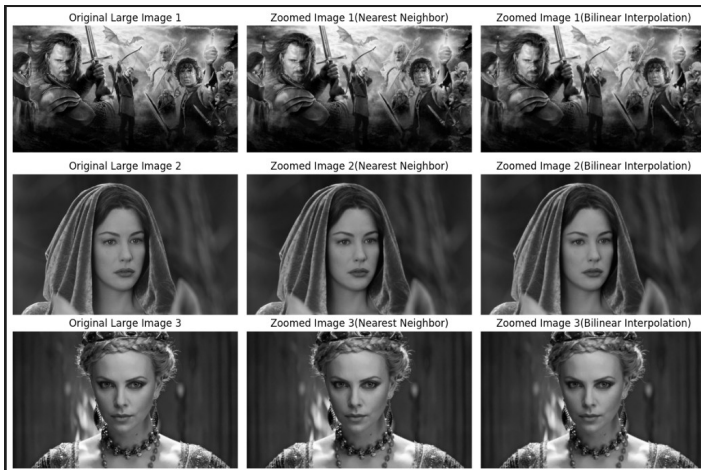 Original Large Image 1
Zoomed Image 1(Nearest Neighbor)
Zoomed Image 1(Bilinear Interpolation)
Original Large Image 2
Zoomed Image 2(Nearest Neighbor)
Zoomed Image 2(Bilinear Interpolation)
Original Large Image 3
Zoomed Image 3(Nearest Neighbor)
Zoomed Image 3(Bilinear Interpolation)